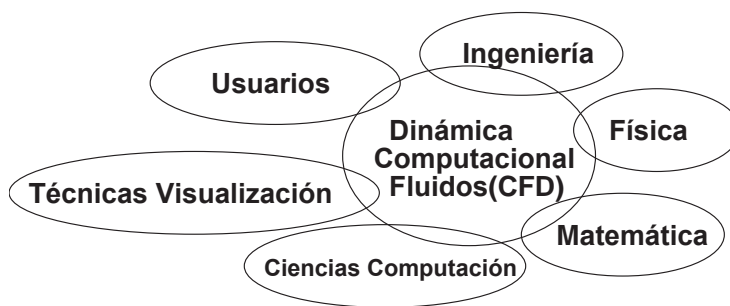 Ingeniería
Usuarios
Dinámica
Computacional
Fluidos(CFD)
Física
Técnicas Visualización
Matemática
Ciencias Computación